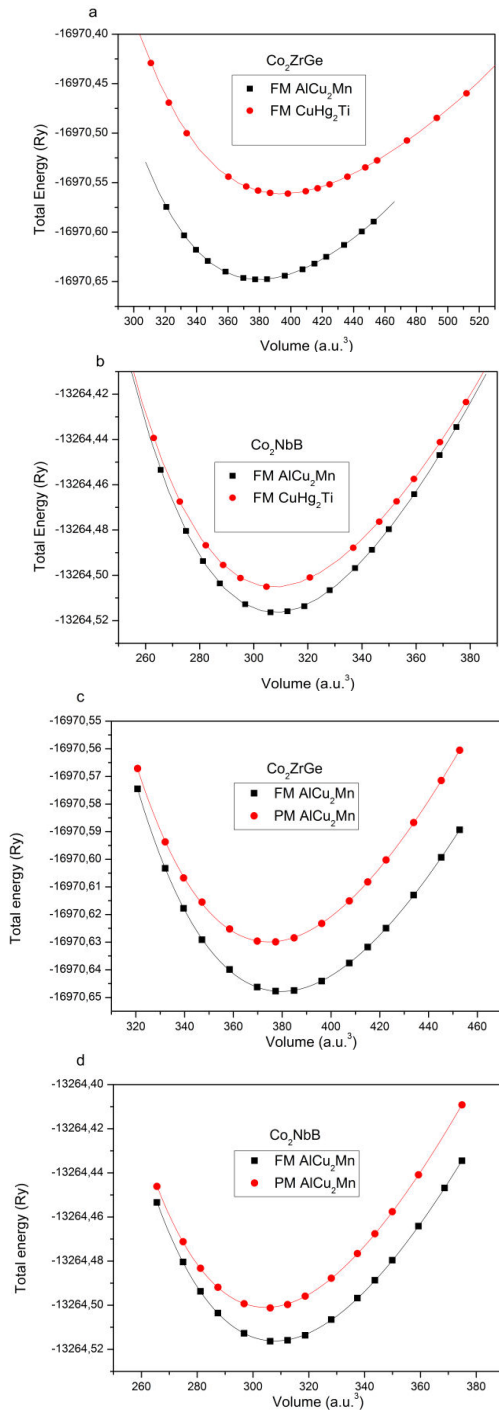 a
-16970,40
Co₂ZrGe
FM AlCu₂Mn
FM CuHg₂Ti
-16970,45
-16970,50
-16970,55
-16970,60
-16970,65
Total Energy (Ry)
300 320 340 360 380 400 420 440 460 480 500 520
Volume (a.u.³)
b
-13264,42
-13264,44
Co₂NbB
FM AlCu₂Mn
FM CuHg₂Ti
-13264,46
-13264,48
-13264,50
-13264,52
Total Energy (Ry)
260 280 300 320 340 360 380
Volume (a.u.³)
c
-16970,55
-16970,56
Co₂ZrGe
FM AlCu₂Mn
PM AlCu₂Mn
-16970,57
-16970,58
-16970,59
-16970,60
-16970,61
-16970,62
-16970,63
-16970,64
-16970,65
Total energy (Ry)
320 340 360 380 400 420 440 460
Volume (a.u.³)
d
-13264,40
-13264,42
Co₂NbB
FM AlCu₂Mn
PM AlCu₂Mn
-13264,44
-13264,46
-13264,48
-13264,50
-13264,52
Total energy (Ry)
260 280 300 320 340 360 380
Volume (a.u.³)